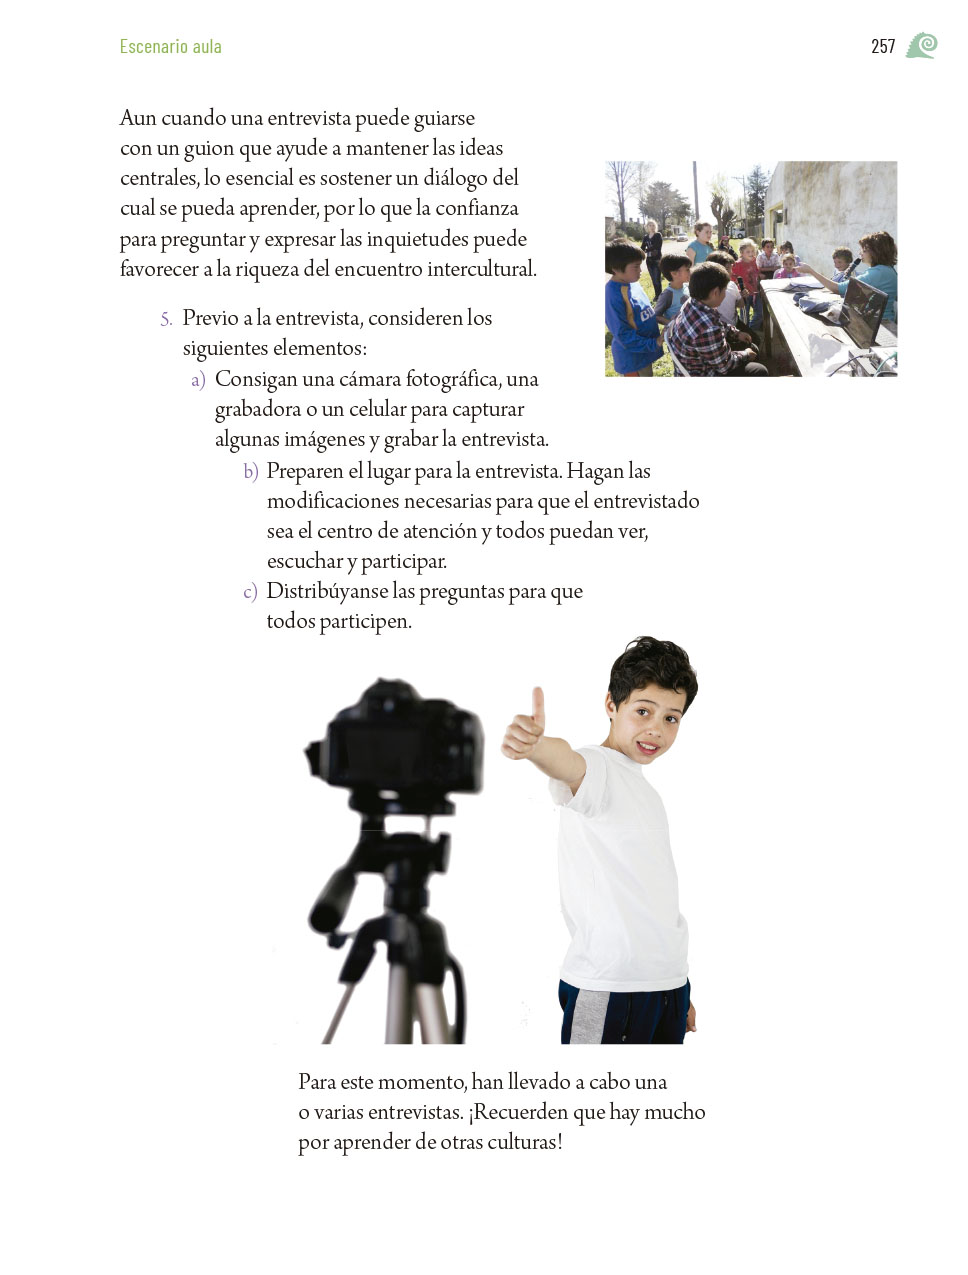 Escenario aula
257
Aun cuando una entrevista puede guiarse
con un guion que ayude a mantener las ideas
centrales, lo esencial es sostener un diálogo del
cual se pueda aprender, por lo que la confianza
para preguntar y expresar las inquietudes puede
favorecer a la riqueza del encuentro intercultural.
5. Previo a la entrevista, consideren los
siguientes elementos:
a) Consigan una cámara fotográfica, una
grabadora o un celular para capturar
algunas imágenes y grabar la entrevista.
b) Preparen el lugar para la entrevista. Hagan las
modificaciones necesarias para que el entrevistado
sea el centro de atención y todos puedan ver,
escuchar y participar.
c) Distribúyanse las preguntas para que
todos participen.
Para este momento, han llevado a cabo una
o varias entrevistas. ¡Recuerden que hay mucho
por aprender de otras culturas!